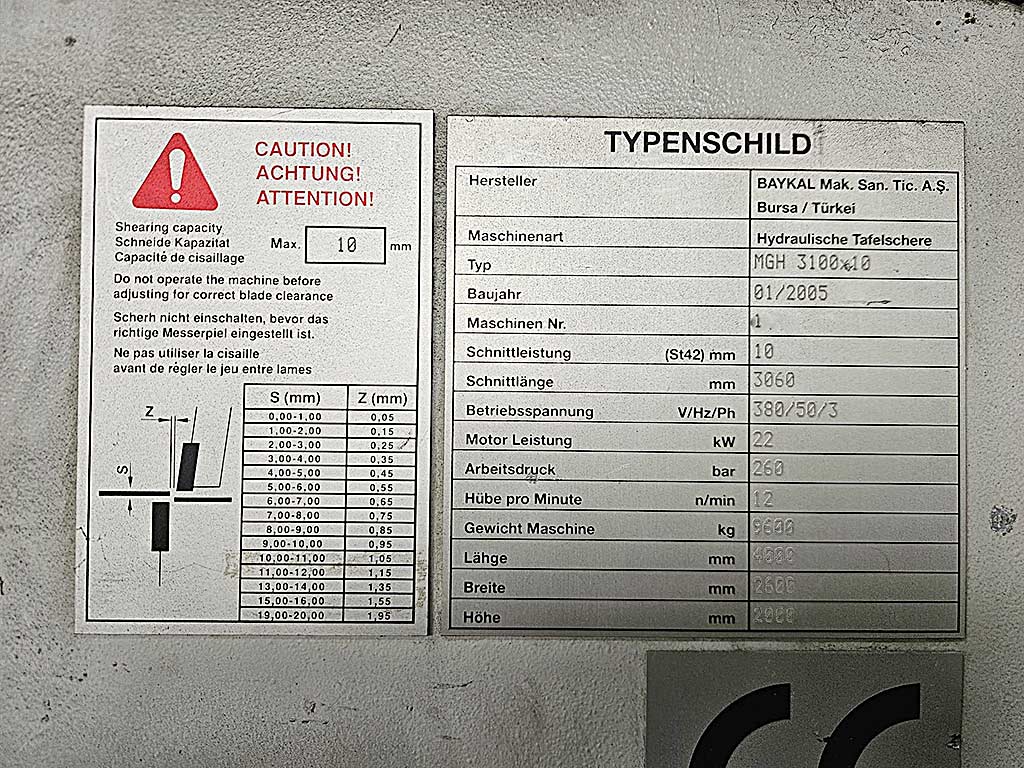 CAUTION!
ACHTUNG!
ATTENTION!
Shearing capacity
Schneide Kapazitat
Capacité de cisaillage
Max. 10 mm
Do not operate the machine before
adjusting for correct blade clearance
Scherh nicht einschalten, bevor das
richtige Messerpiel eingestellt ist.
Ne pas utiliser la cisaille
avant de régler le jeu entre lames
Z
S
S (mm) Z (mm)
0,00-1,00 0,05
1,00-2,00 0,15
2,00-3,00 0,25
3,00-4,00 0,35
4,00-5,00 0,45
5,00-6,00 0,55
6,00-7,00 0,65
7,00-8,00 0,75
8,00-9,00 0,85
9,00-10,00 0,95
10,00-11,00 1,05
11,00-12,00 1,15
13,00-14,00 1,35
15,00-16,00 1,55
19,00-20,00 1,95
TYPENSCHILD
Hersteller BAYKAL Mak. San. Tic. A.Ş.
Bursa / Türkei
Maschinenart Hydraulische Tafelschere
Typ MGH 3100x10
Baujahr 01/2005
Maschinen Nr. 1
Schnittleistung (St42) mm 10
Schnittlänge mm 3060
Betriebsspannung V/Hz/Ph 380/50/3
Motor Leistung kW 22
Arbeitsdruck bar 260
Hübe pro Minute n/min 12
Gewicht Maschine kg 9600
Lähge mm 4000
Breite mm 2600
Höhe mm 2000
CE